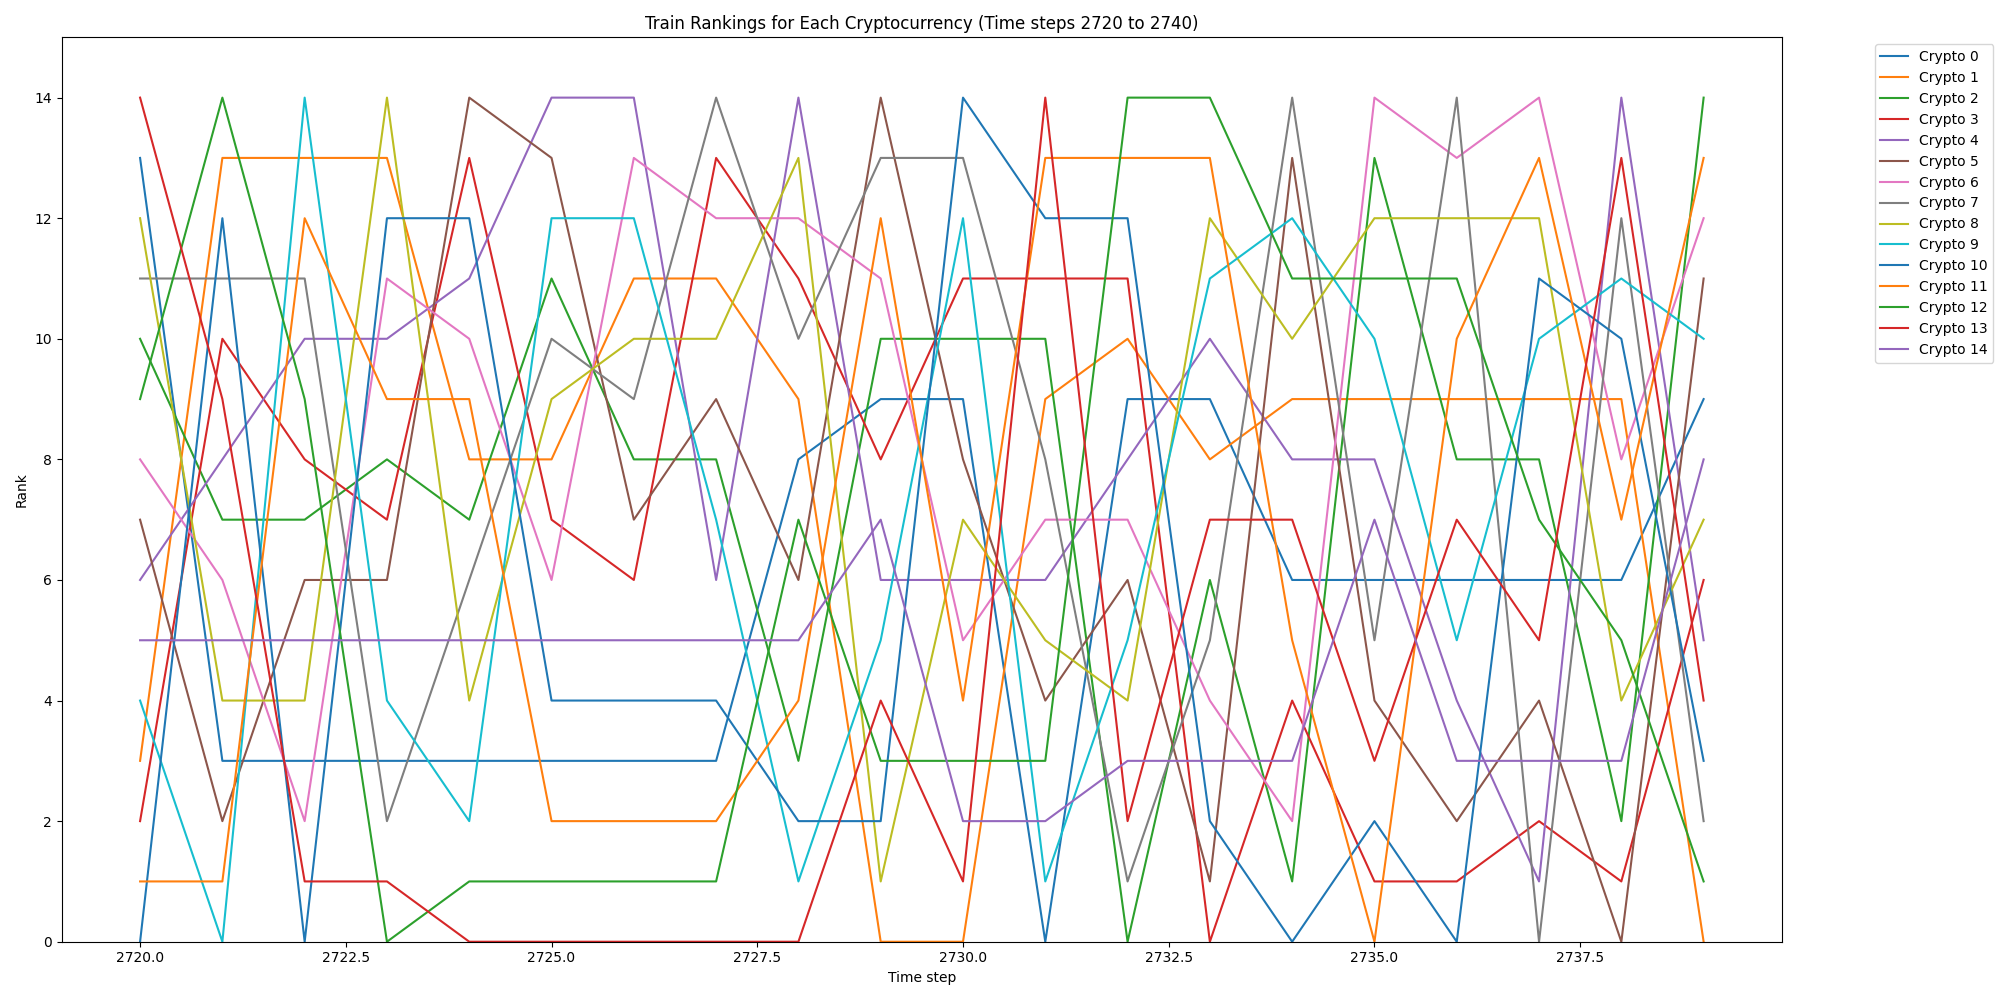 Train Rankings for Each Cryptocurrency (Time steps 2720 to 2740)
Crypto 0
Crypto 1
Crypto 2
Crypto 3
Crypto 4
Crypto 5
Crypto 6
Crypto 7
Crypto 8
Crypto 9
Crypto 10
Crypto 11
Crypto 12
Crypto 13
Crypto 14
Rank
14
12
10
8
6
4
2
0
2720.0 2722.5 2725.0 2727.5 2730.0 2732.5 2735.0 2737.5
Time step